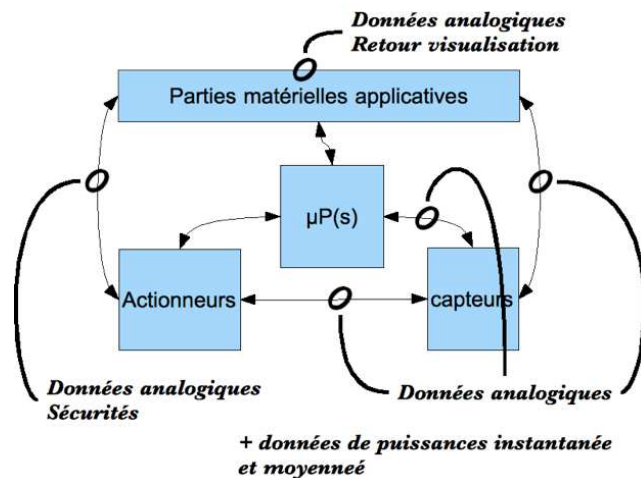 Données analogiques
Retour visualisation
Parties matérielles applicatives
µP(s)
Actionneurs
capteurs
Données analogiques
Sécurités
Données analogiques
+ données de puissances instantanée
et moyenneé